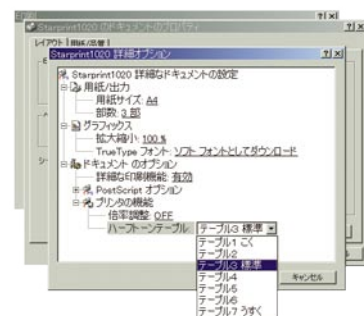 Starprint1020 のドキュメントのプロパティ
レイアウト 用紙/品質
Starprint1020 詳細オプション
Starprint1020 詳細なドキュメントの設定
用紙/出力
用紙サイズ: A4
部数: 3 部
グラフィックス
拡大縮小: 100 %
TrueType フォント: ソフト フォントとしてダウンロード
ドキュメント のオプション
詳細な印刷機能: 有効
PostScript オプション
プリンタの機能
倍率調整: OFF
ハーフトーンテーブル: テーブル3 標準
テーブル1 こく
テーブル2
テーブル3 標準
テーブル4
テーブル5
テーブル6
テーブル7 うすく
キャンセル